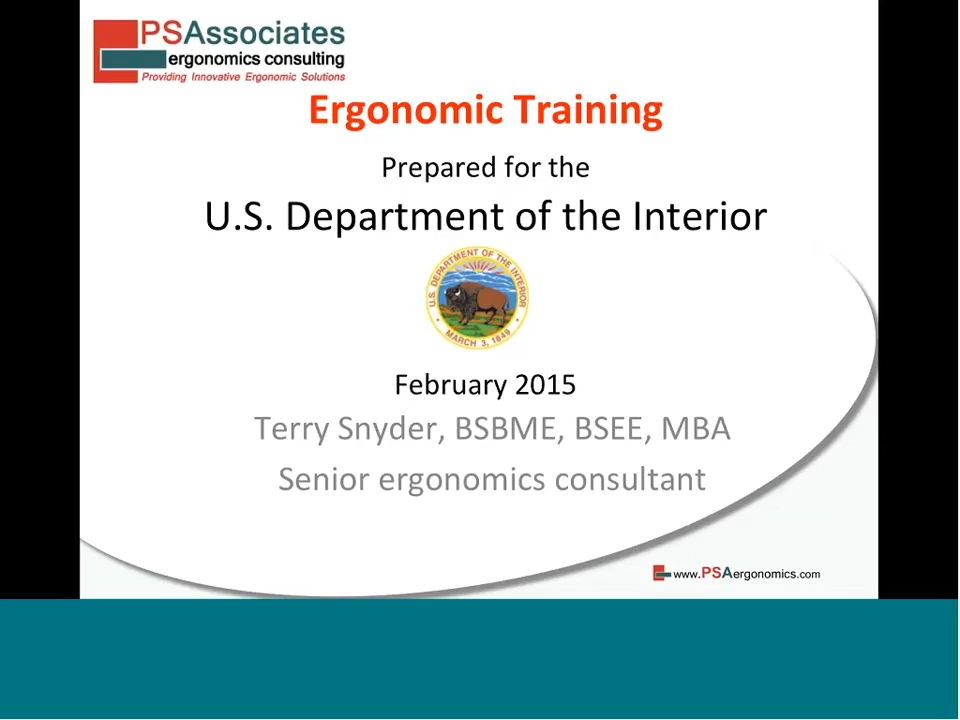 PSAssociates
ergonomics consulting
Providing Innovative Ergonomic Solutions
Ergonomic Training
Prepared for the
U.S. Department of the Interior
U.S. DEPARTMENT OF THE INTERIOR
MARCH 3, 1849
February 2015
Terry Snyder, BSBME, BSEE, MBA
Senior ergonomics consultant
www.PSAergonomics.com